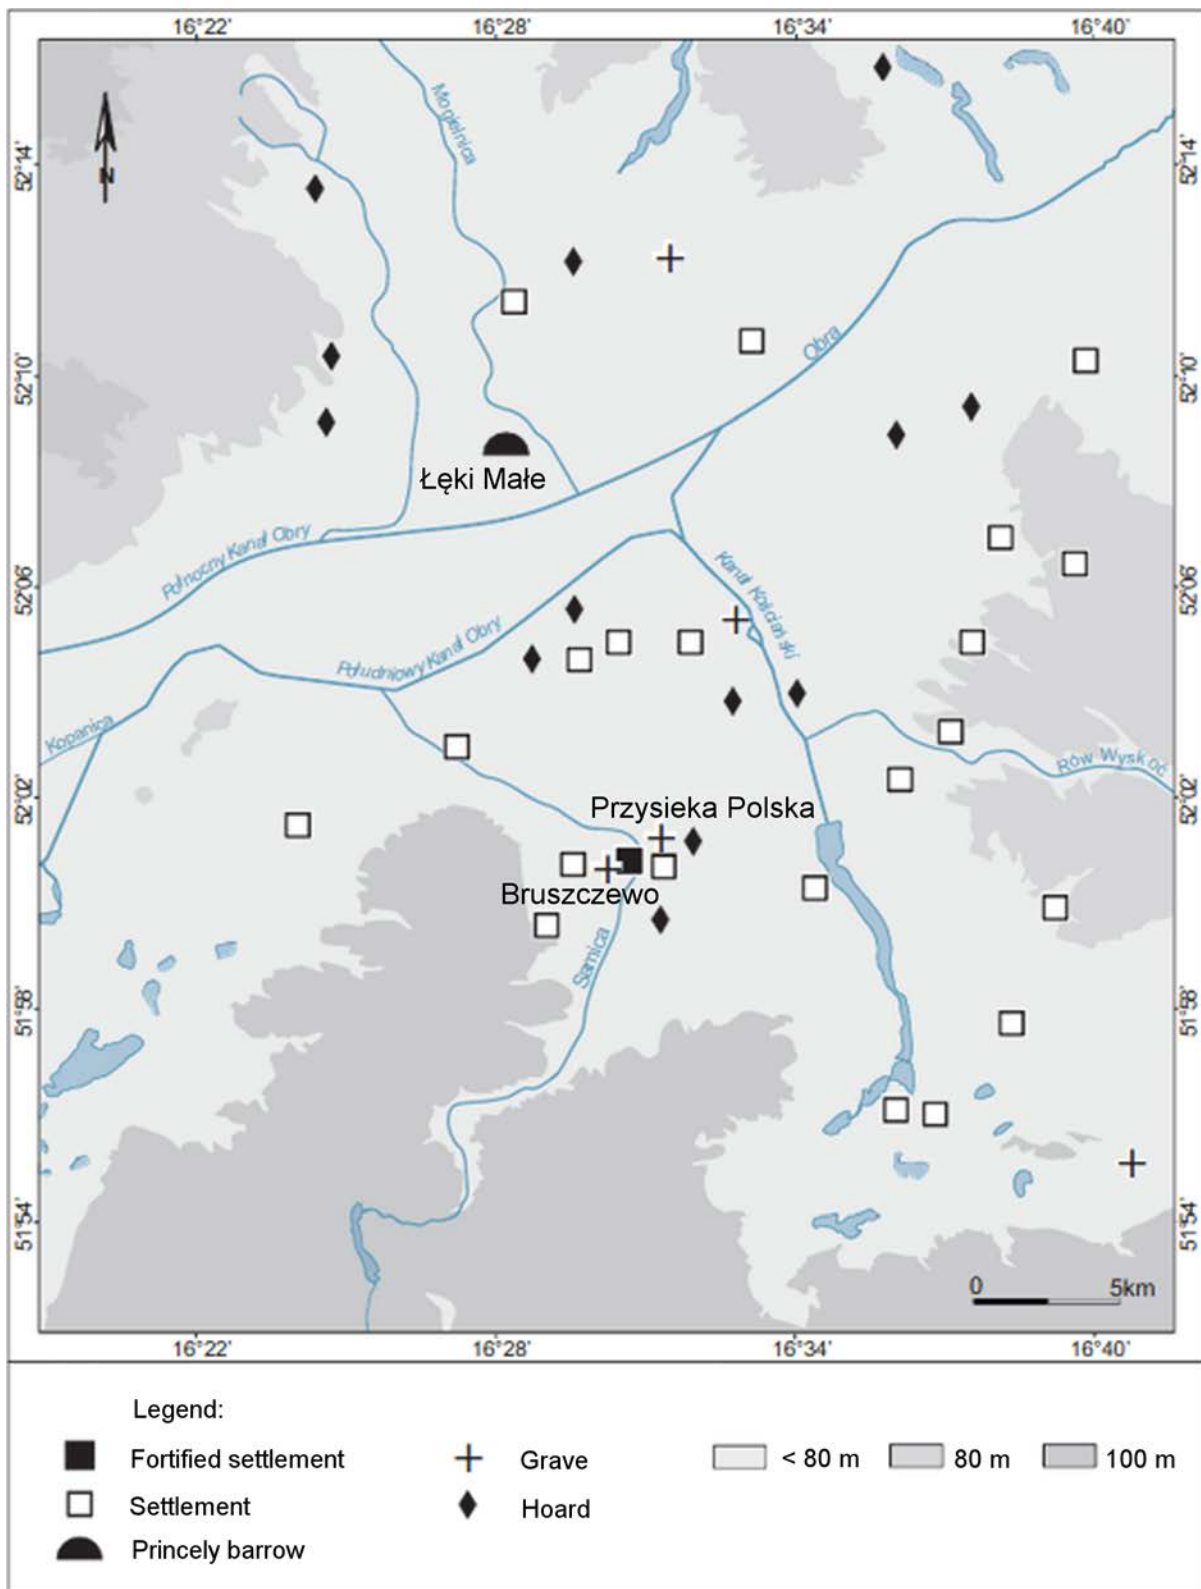 16°22' 16°28' 16°34' 16°40'
52°14' 52°14'
N
Mogielnica
Obra
52°10' 52°10'
Łęki Małe
Północny Kanał Obry
52°06' 52°06'
Kanał Kościański
Południowy Kanał Obry
Kopanica
Rów Wyskoć
52°02' 52°02'
Przysieka Polska
Bruszczewo
Samica
51°58' 51°58'
51°54' 51°54'
0 5km
16°22' 16°28' 16°34' 16°40'
Legend:
Fortified settlement
Settlement
Princely barrow
Grave
Hoard
< 80 m 80 m 100 m